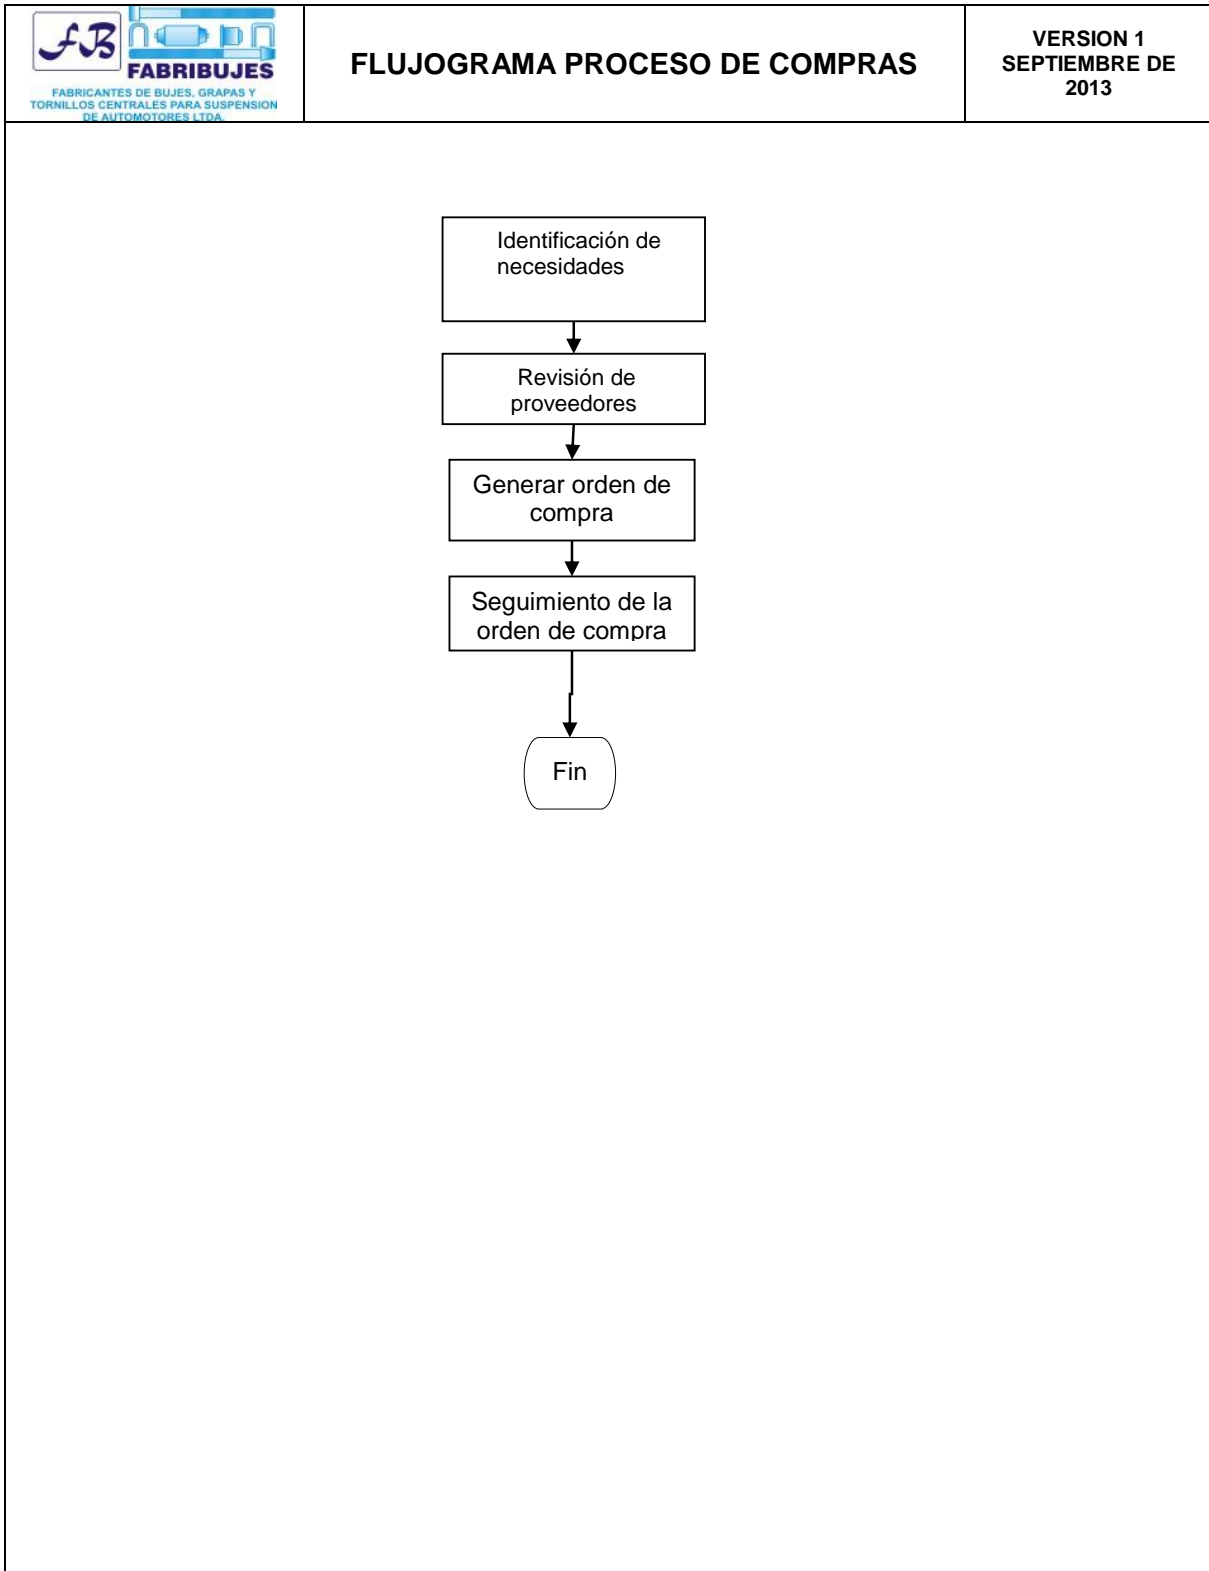 fB
FABRIBUJES
FABRICANTES DE BUJES, GRAPAS Y
TORNILLOS CENTRALES PARA SUSPENSION
DE AUTOMOTORES LTDA.
FLUJOGRAMA PROCESO DE COMPRAS
VERSION 1
SEPTIEMBRE DE
2013
Identificación de
necesidades
Revisión de
proveedores
Generar orden de
compra
Seguimiento de la
orden de compra
Fin